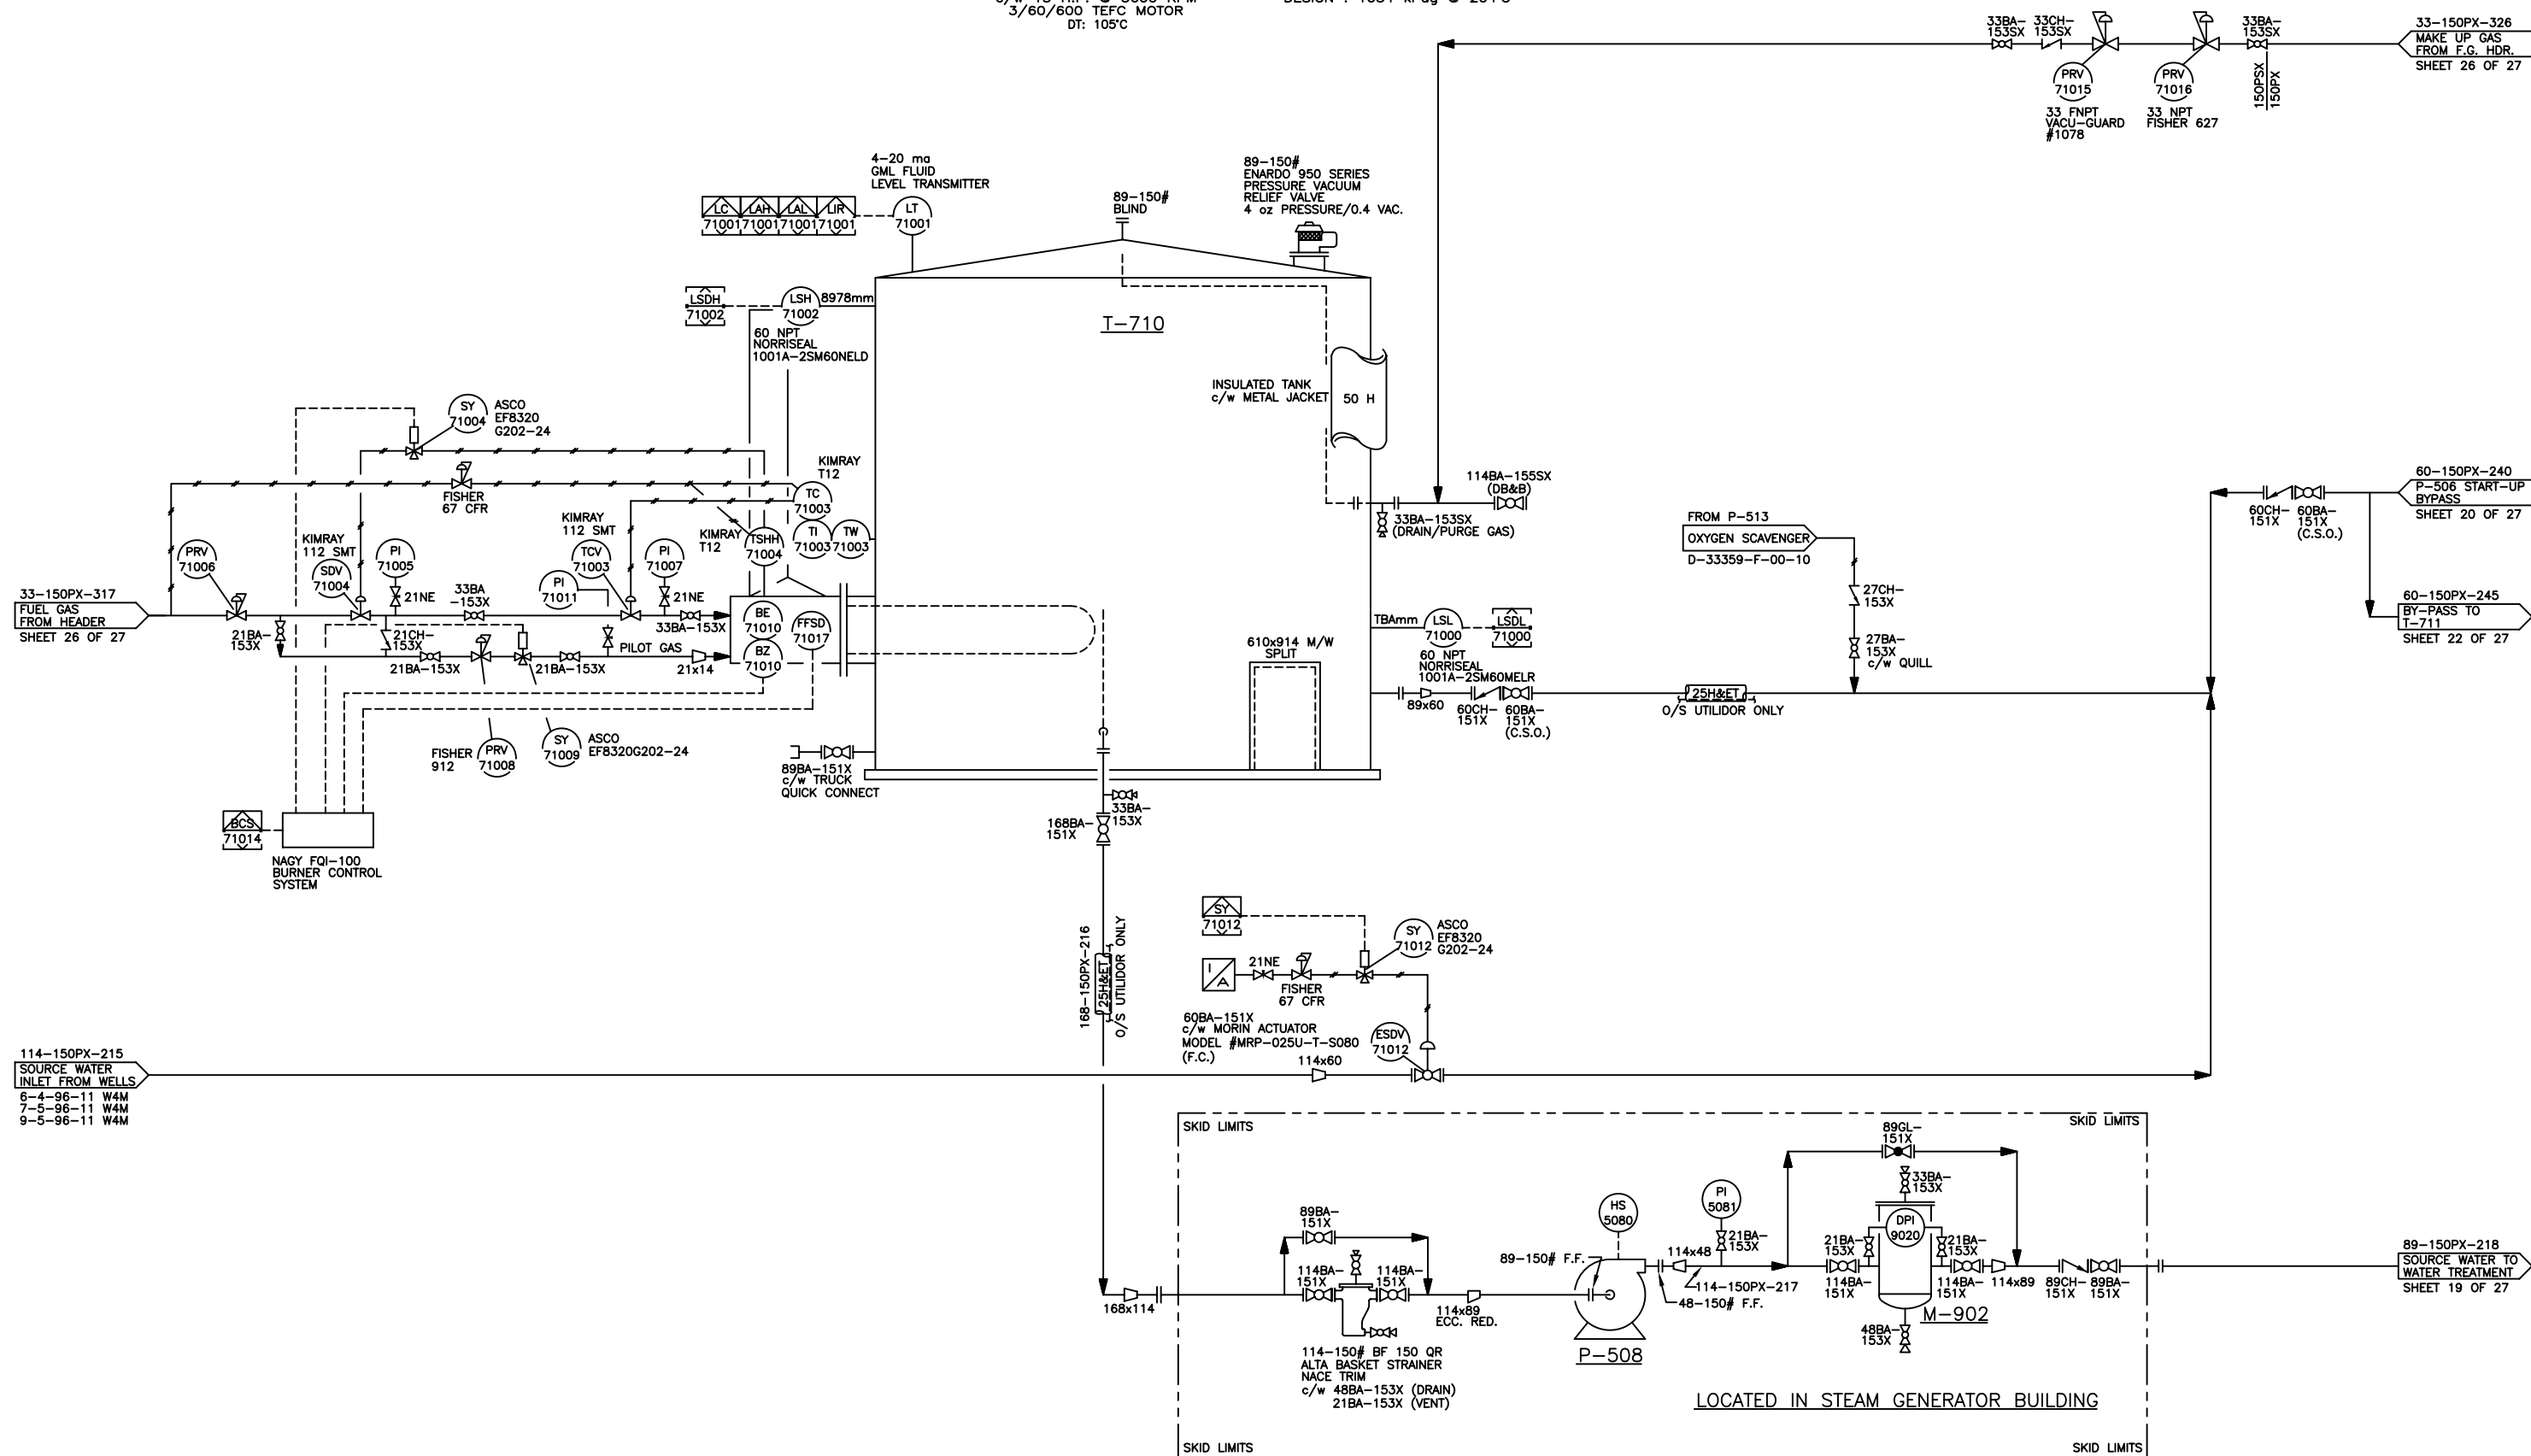 3/60/600 TEFC MOTOR
DT: 105°C
33BA-
153SX
33CH-
153SX
33BA-
153SX
33-150PX-326
MAKE UP GAS
FROM F.G. HDR.
SHEET 26 OF 27
PRV
71015
PRV
71016
150PSX
150PX
33 FNPT
VACU-GUARD
#1078
33 NPT
FISHER 627
4-20 ma
GML FLUID
LEVEL TRANSMITTER
LC
71001
LAH
71001
LAL
71001
LIR
71001
LT
71001
89-150#
BLIND
89-150#
ENARDO 950 SERIES
PRESSURE VACUUM
RELIEF VALVE
4 oz PRESSURE/0.4 VAC.
LSDH
71002
LSH
71002
8978mm
60 NPT
NORRISEAL
1001A-2SM60NELD
T-710
INSULATED TANK
c/w METAL JACKET
50 H
SY
71004
ASCO
EF8320
G202-24
FISHER
67 CFR
KIMRAY
T12
TC
71003
TI
71003
TW
71003
KIMRAY
T12
TSHH
71004
KIMRAY
112 SMT
SDV
71004
KIMRAY
112 SMT
TCV
71003
PRV
71006
PI
71005
21NE
33BA
-153X
PI
71011
PI
71007
21NE
33BA-153X
33-150PX-317
FUEL GAS
FROM HEADER
SHEET 26 OF 27
21BA-
153X
21CH-
153X
21BA-153X
21BA-153X
PILOT GAS
21x14
BE
71010
BZ
71010
FFSD
71017
FISHER
912
PRV
71008
SY
71009
ASCO
EF8320G202-24
BCS
71014
NAGY FQI-100
BURNER CONTROL
SYSTEM
89BA-151X
c/w TRUCK
QUICK CONNECT
114BA-155SX
(DB&B)
33BA-153SX
(DRAIN/PURGE GAS)
TBAmm
LSL
71000
LSDL
71000
60 NPT
NORRISEAL
1001A-2SM60MELR
610x914 M/W
SPLIT
89x60
60CH-
151X
60BA-
151X
(C.S.O.)
25H&ET
O/S UTILIDOR ONLY
FROM P-513
OXYGEN SCAVENGER
D-33359-F-00-10
27CH-
153X
27BA-
153X
c/w QUILL
60CH-
151X
60BA-
151X
(C.S.O.)
60-150PX-240
P-506 START-UP
BYPASS
SHEET 20 OF 27
60-150PX-245
BY-PASS TO
T-711
SHEET 22 OF 27
33BA-
153X
168BA-
151X
168-150PX-216
25H&ET
O/S UTILIDOR ONLY
SY
71012
SY
71012
ASCO
EF8320
G202-24
I
A
21NE
FISHER
67 CFR
60BA-151X
c/w MORIN ACTUATOR
MODEL #MRP-025U-T-S080
(F.C.)
114x60
ESDV
71012
114-150PX-215
SOURCE WATER
INLET FROM WELLS
6-4-96-11 W4M
7-5-96-11 W4M
9-5-96-11 W4M
SKID LIMITS
SKID LIMITS
168x114
89BA-
151X
114BA-
151X
114BA-
151X
114x89
ECC. RED.
114-150# BF 150 QR
ALTA BASKET STRAINER
NACE TRIM
c/w 48BA-153X (DRAIN)
21BA-153X (VENT)
HS
5080
89-150# F.F.
P-508
114x48
114-150PX-217
48-150# F.F.
PI
5081
21BA-
153X
89GL-
151X
33BA-
153X
DPI
9020
21BA-
153X
21BA-
153X
114BA-
151X
114BA-
151X
114x89
89CH-
151X
89BA-
151X
M-902
48BA-
153X
89-150PX-218
SOURCE WATER TO
WATER TREATMENT
SHEET 19 OF 27
LOCATED IN STEAM GENERATOR BUILDING
SKID LIMITS
SKID LIMITS